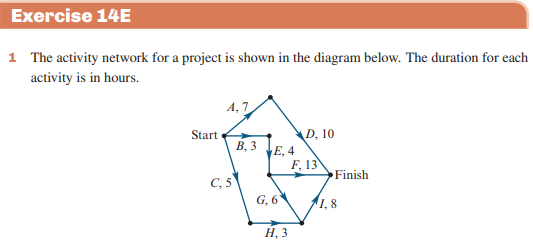 Exercise 14E
1 The activity network for a project is shown in the diagram below. The duration for each
activity is in hours.
A, 7
Start
D, 10
B, 3
E, 4
F, 13
Finish
C, 5
G, 6
I, 8
H, 3